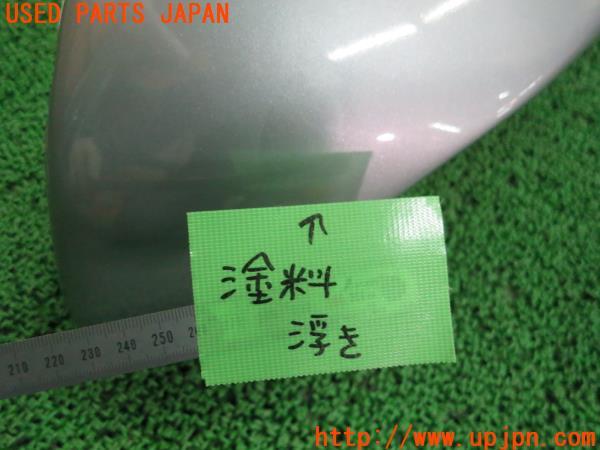 USED PARTS JAPAN
↑
塗料
浮き
210 220 230 240 250
http://www.upjpn.com